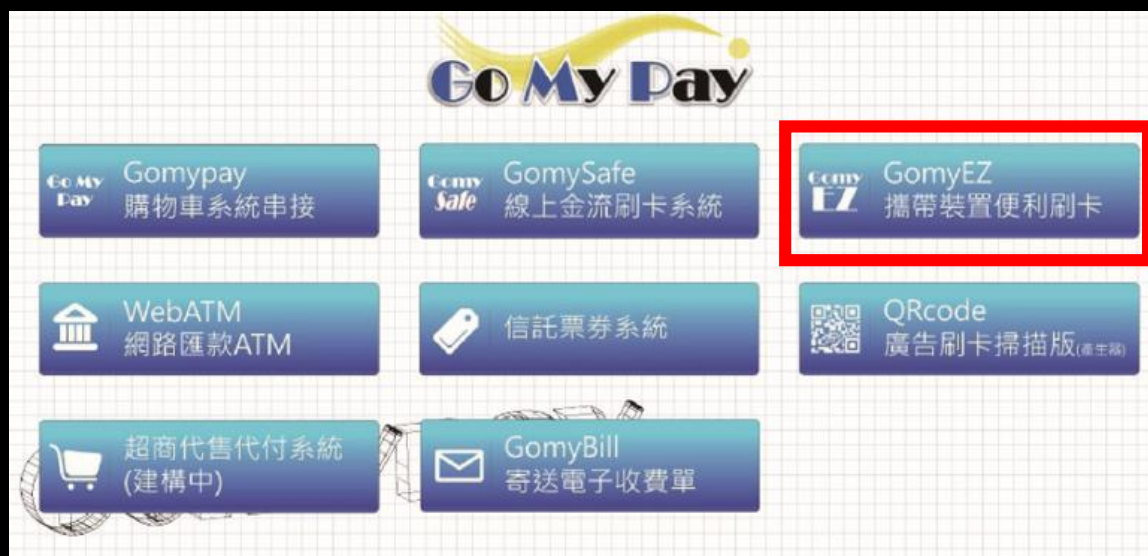 Go My Pay
Go My
Pay
Gomypay
購物車系統串接
Gomy
Safe
GomySafe
線上金流刷卡系統
Gomy
EZ
GomyEZ
攜帶裝置便利刷卡
WebATM
網路匯款ATM
信託票券系統
QRcode
廣告刷卡掃描版(產生器)
超商代售代付系統
(建構中)
GomyBill
寄送電子收費單